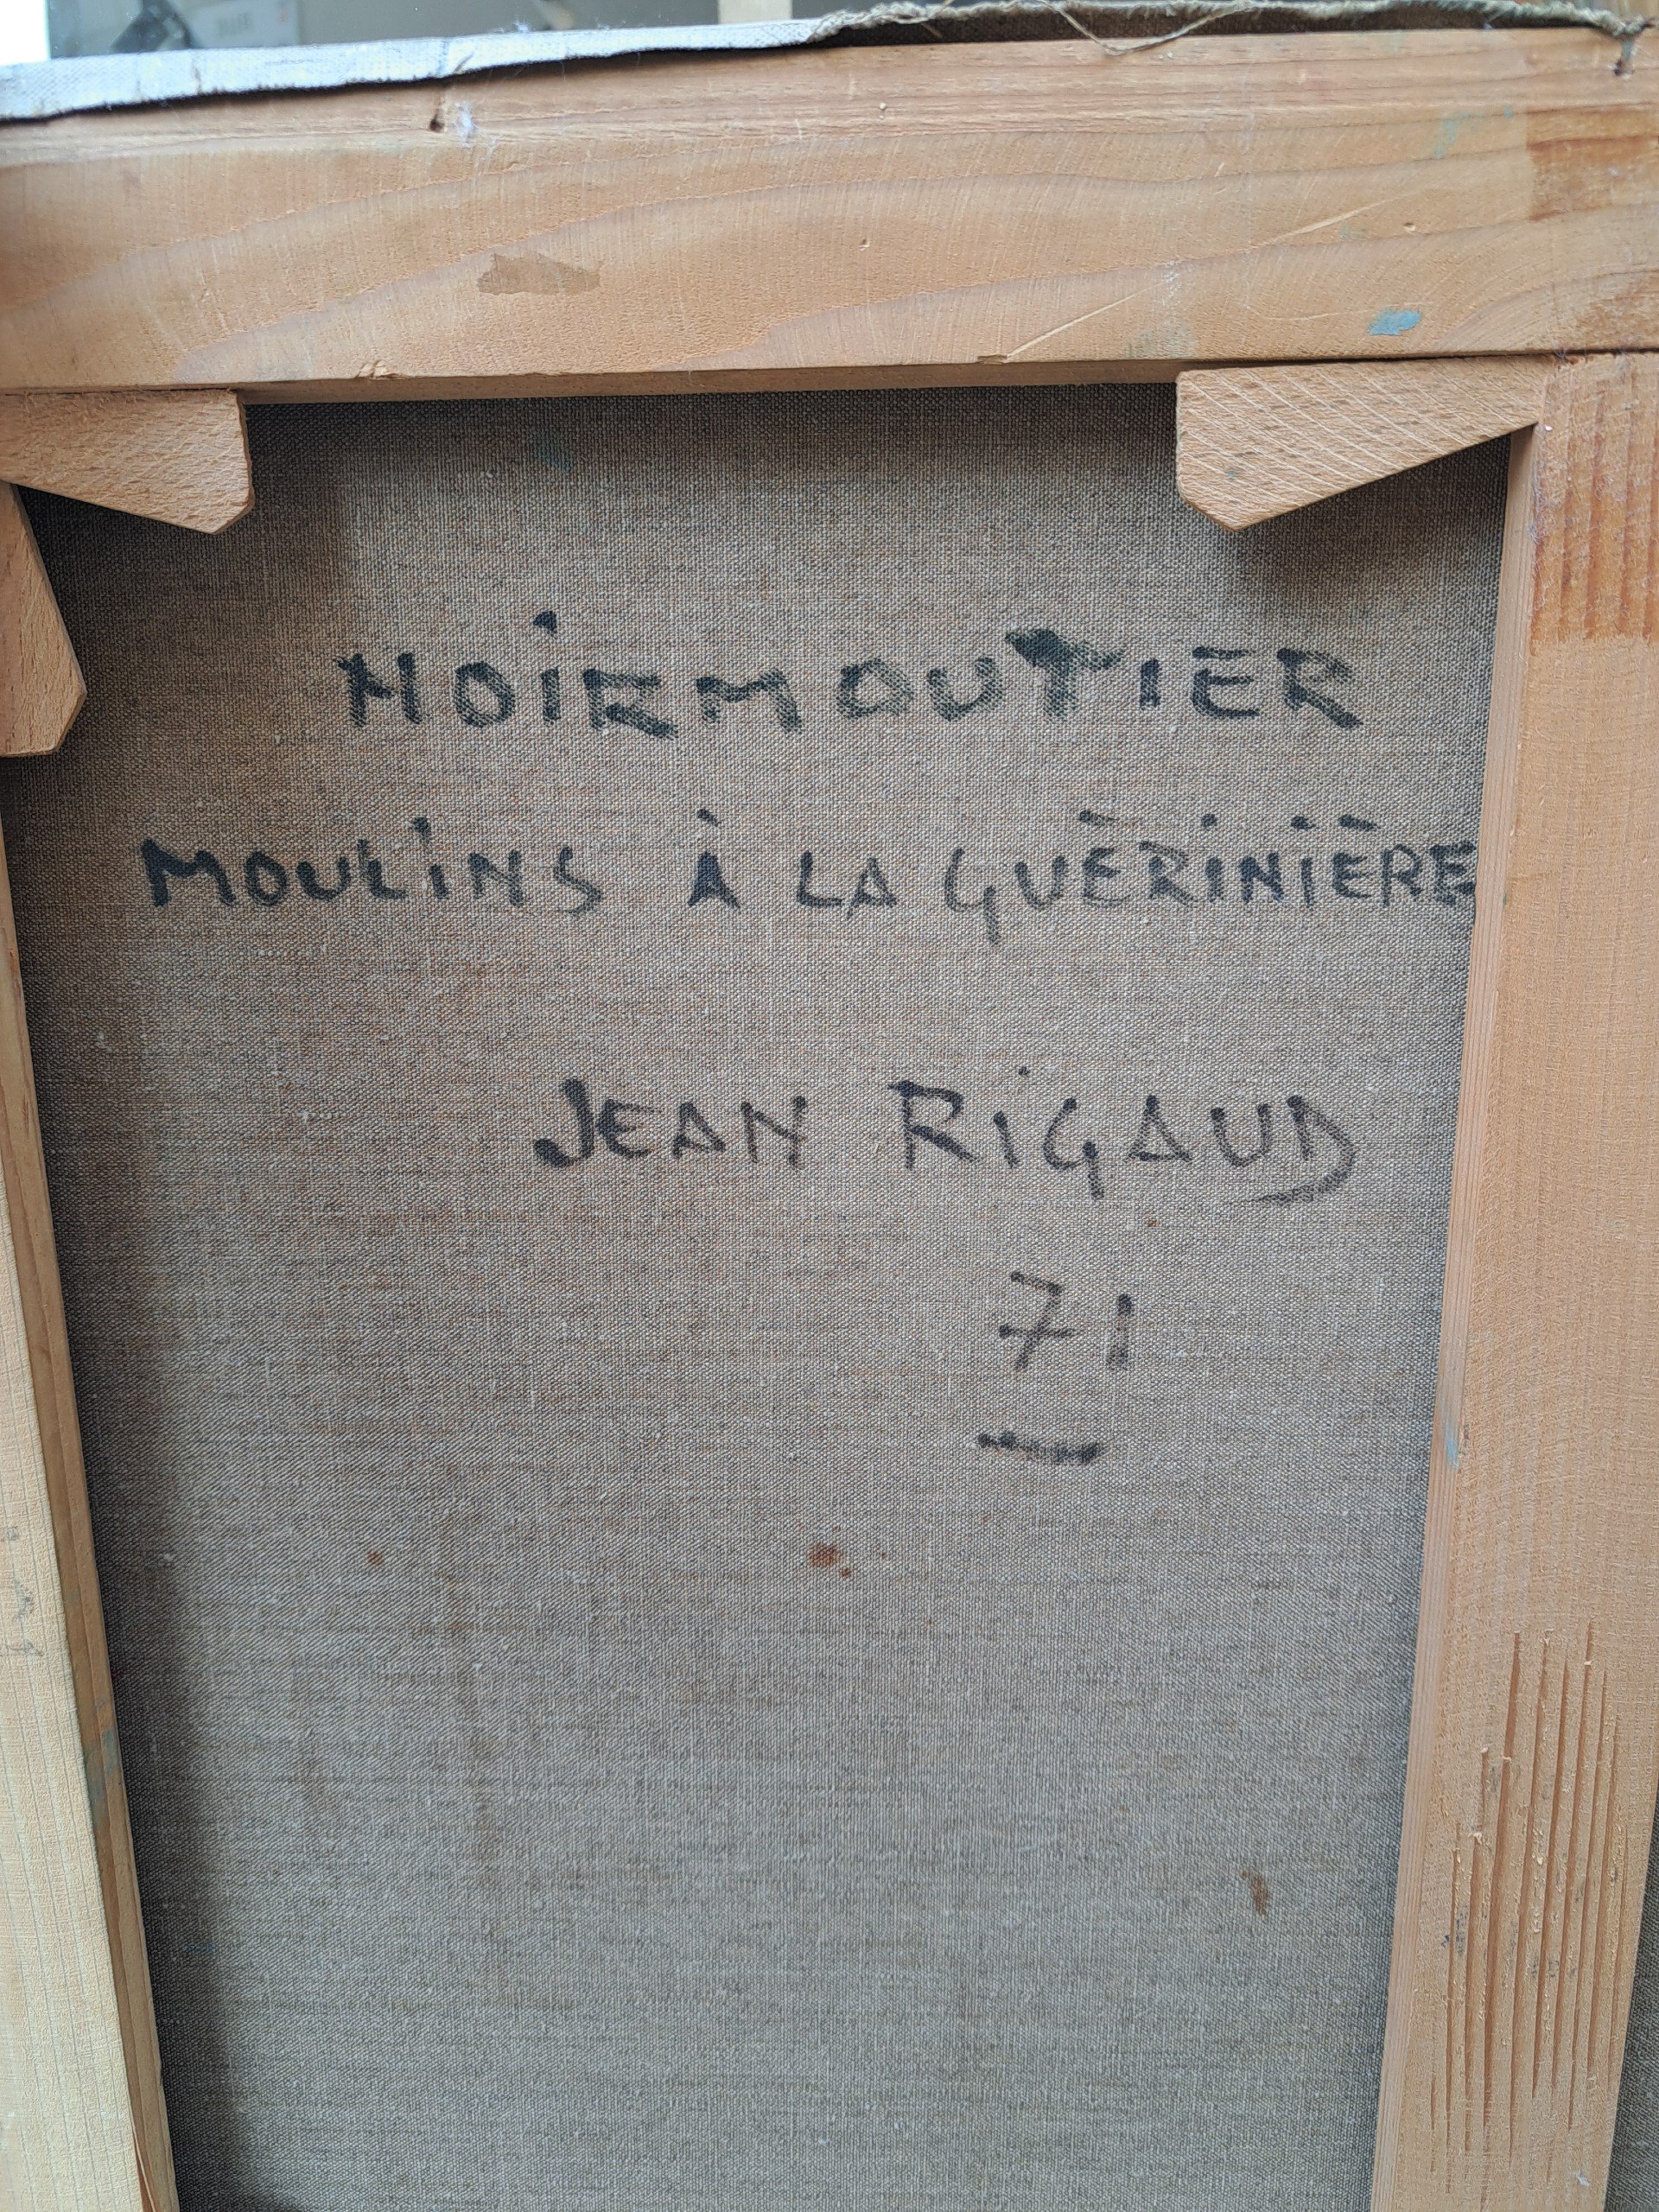 NOIRMOUTIER
MOULINS À LA GUÉRINIÈRE
JEAN RIGAUD
71